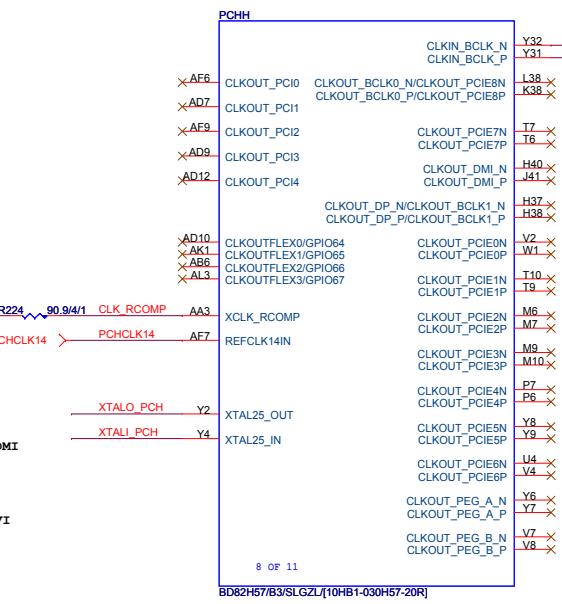 PCHH
CLKIN_BCLK_N Y32
CLKIN_BCLK_P Y31
AF6 CLKOUT_PCI0 CLKOUT_BCLK0_N/CLKOUT_PCIE8N L38
CLKOUT_BCLK0_P/CLKOUT_PCIE8P K38
AD7 CLKOUT_PCI1
AF9 CLKOUT_PCI2 CLKOUT_PCIE7N T7
CLKOUT_PCIE7P T6
AD9 CLKOUT_PCI3
CLKOUT_DMI_N H40
AD12 CLKOUT_PCI4 CLKOUT_DMI_P J41
CLKOUT_DP_N/CLKOUT_BCLK1_N H37
CLKOUT_DP_P/CLKOUT_BCLK1_P H38
AD10 CLKOUTFLEX0/GPIO64 CLKOUT_PCIE0N V2
AK1 CLKOUTFLEX1/GPIO65 CLKOUT_PCIE0P W1
AB6 CLKOUTFLEX2/GPIO66
AL3 CLKOUTFLEX3/GPIO67 CLKOUT_PCIE1N T10
CLKOUT_PCIE1P T9
R224 90.9/4/1 CLK_RCOMP AA3 XCLK_RCOMP CLKOUT_PCIE2N M6
CLKOUT_PCIE2P M7
CHCLK14 PCHCLK14 AF7 REFCLK14IN
CLKOUT_PCIE3N M9
CLKOUT_PCIE3P M10
CLKOUT_PCIE4N P7
CLKOUT_PCIE4P P6
XTALO_PCH Y2 XTAL25_OUT
CLKOUT_PCIE5N Y8
XTALI_PCH Y4 XTAL25_IN CLKOUT_PCIE5P Y9
DMI
CLKOUT_PCIE6N U4
CLKOUT_PCIE6P V4
CLKOUT_PEG_A_N Y6
CLKOUT_PEG_A_P Y7
VI
CLKOUT_PEG_B_N V7
CLKOUT_PEG_B_P V8
8 OF 11
BD82H57/B3/SLGZL/[10HB1-030H57-20R]